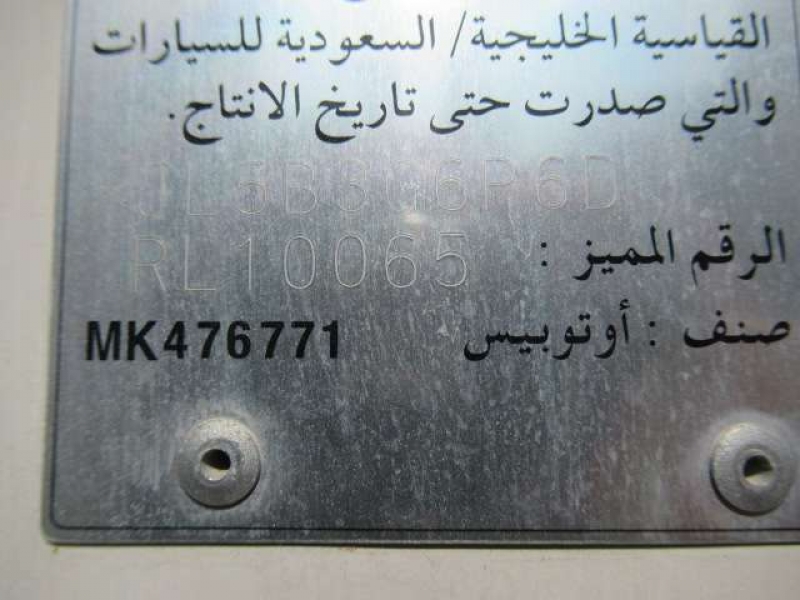 القياسية الخليجية/ السعودية للسيارات
والتي صدرت حتى تاريخ الانتاج.
JL5B3G6P6D
الرقم المميز : RL10065
صنف : أوتوبيس MK476771